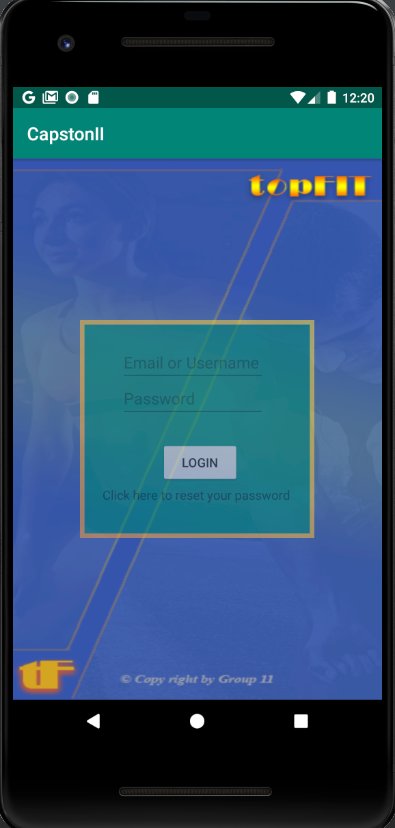 12:20
CapstonII
topFIT
Email or Username
Password
LOGIN
Click here to reset your password
tF
© Copy right by Group 11